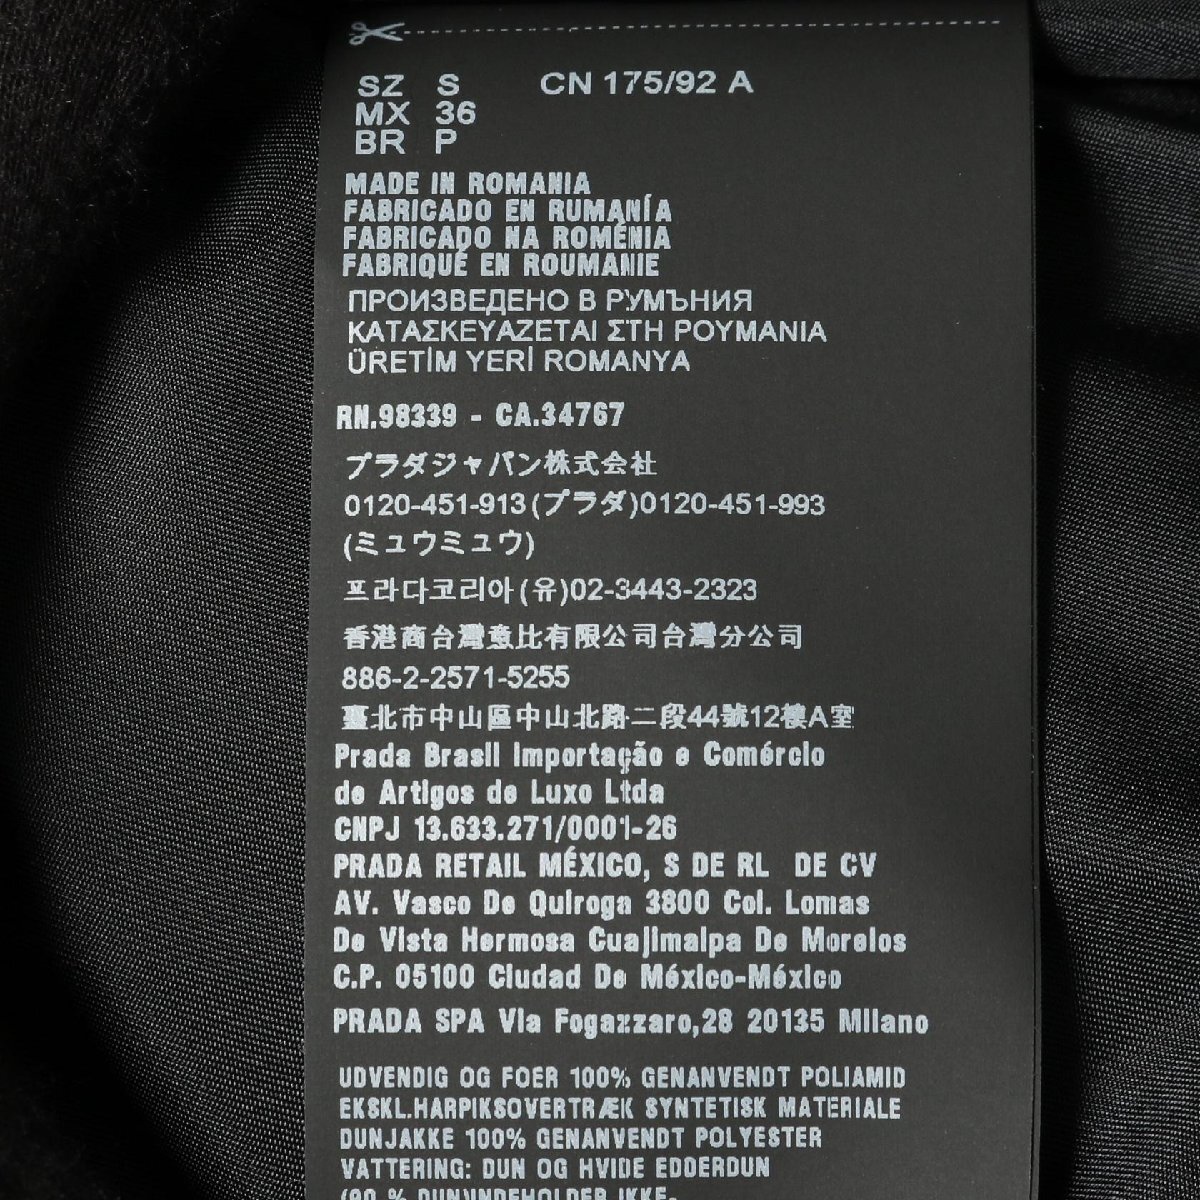 SZ S CN 175/92 A
MX 36
BR P
MADE IN ROMANIA
FABRICADO EN RUMANÍA
FABRICADO NA ROMÉNIA
FABRIQUÉ EN ROUMANIE
ПРОИЗВЕДЕНО В РУМЪНИЯ
ΚΑΤΑΣΚΕΥΑΖΕΤΑΙ ΣΤΗ ΡΟΥΜΑΝΙΑ
ÜRETİM YERİ ROMANYA
RN.98339 - CA.34767
プラダジャパン株式会社
0120-451-913(プラダ)0120-451-993
(ミュウミュウ)
프라다코리아(유)02-3443-2323
香港商台灣意比有限公司台灣分公司
886-2-2571-5255
臺北市中山區中山北路二段44號12樓A室
Prada Brasil Importação e Comércio
de Artigos de Luxo Ltda
CNPJ 13.633.271/0001-26
PRADA RETAIL MÉXICO, S DE RL DE CV
AV. Vasco De Quiroga 3800 Col. Lomas
De Vista Hermosa Cuajimalpa De Morelos
C.P. 05100 Ciudad De México-México
PRADA SPA Via Fogazzaro,28 20135 Milano
UDVENDIG OG FOER 100% GENANVENDT POLIAMID
EKSKL.HARPIKSOVERTRÆK SYNTETISK MATERIALE
DUNJAKKE 100% GENANVENDT POLYESTER
VATTERING: DUN OG HVIDE EDDERDUN
(90 % DUN)INDEHOLDER IKKE